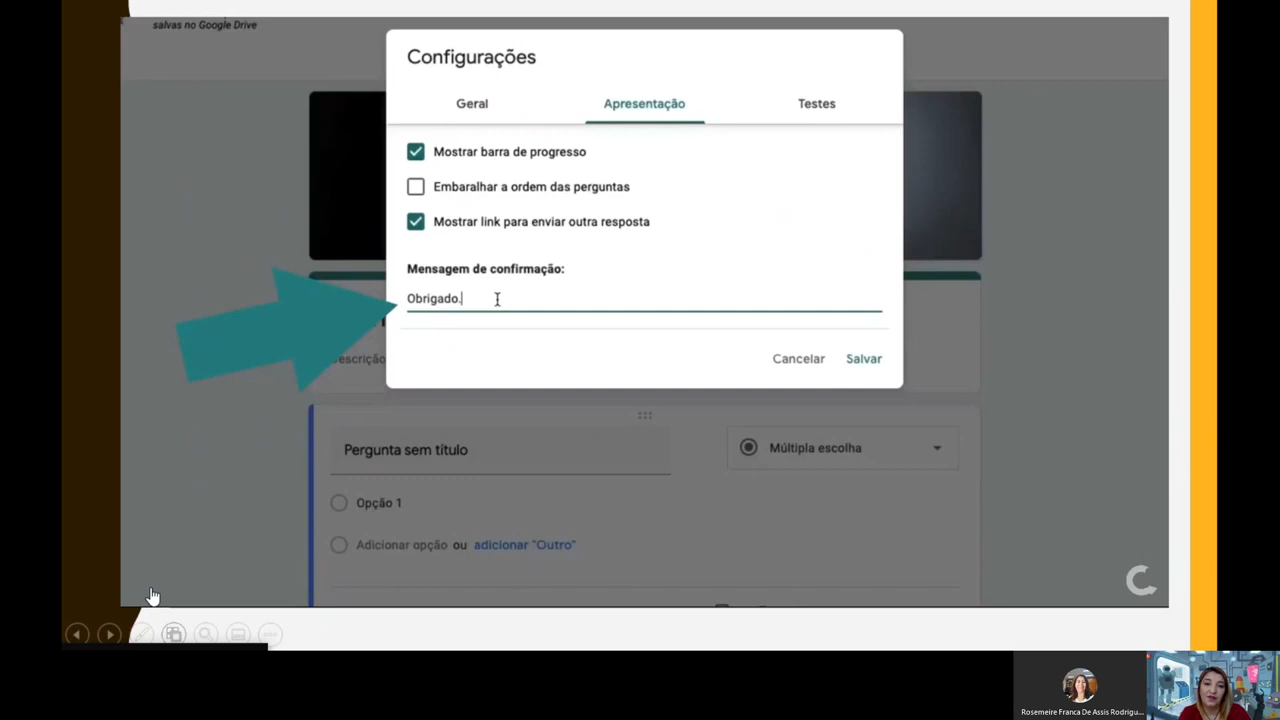 salvas no Google Drive
Configurações
Geral
Apresentação
Testes
Mostrar barra de progresso
Embaralhar a ordem das perguntas
Mostrar link para enviar outra resposta
Mensagem de confirmação:
Obrigado.
Cancelar
Salvar
Pergunta sem título
Múltipla escolha
Opção 1
Adicionar opção ou adicionar "Outro"
Rosemeire Franca De Assis Rodrigu...